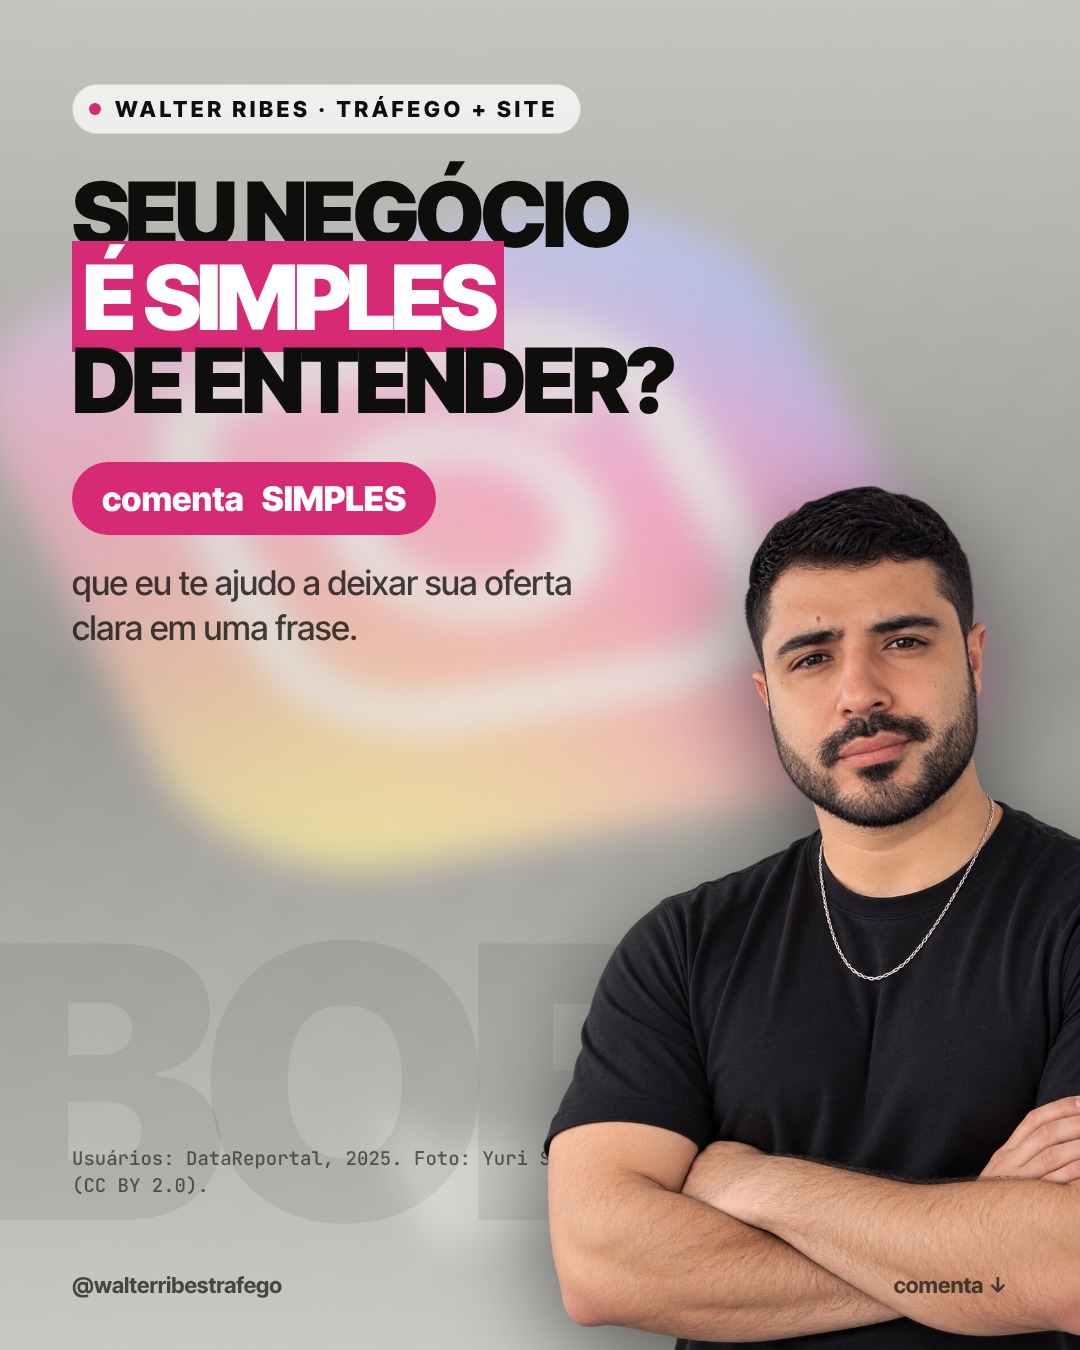 WALTER RIBES · TRÁFEGO + SITE
SEU NEGÓCIO
É SIMPLES
DE ENTENDER?
comenta SIMPLES
que eu te ajudo a deixar sua oferta
clara em uma frase.
Usuários: DataReportal, 2025. Foto: Yuri
(CC BY 2.0).
@walterribestrafego
comenta ↓